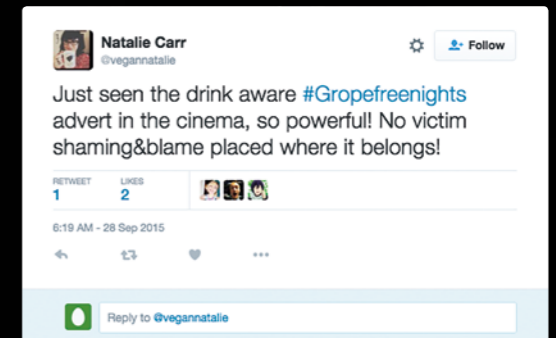 Natalie Carr
@vegannatalie
Follow
Just seen the drink aware #Gropefreenights
advert in the cinema, so powerful! No victim
shaming&blame placed where it belongs!
RETWEET LIKES
1 2
6:19 AM - 28 Sep 2015
Reply to @vegannatalie